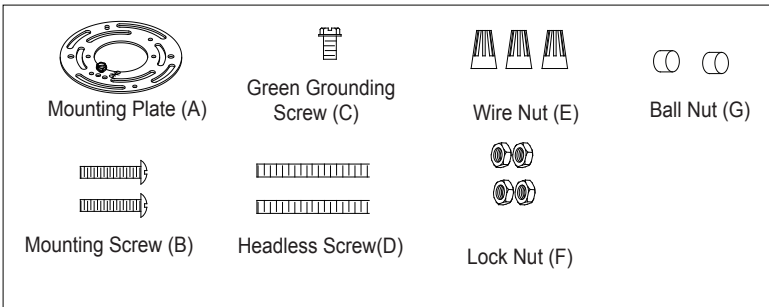 Mounting Plate (A)
Green Grounding
Screw (C)
Wire Nut (E)
Ball Nut (G)
Mounting Screw (B)
Headless Screw(D)
Lock Nut (F)